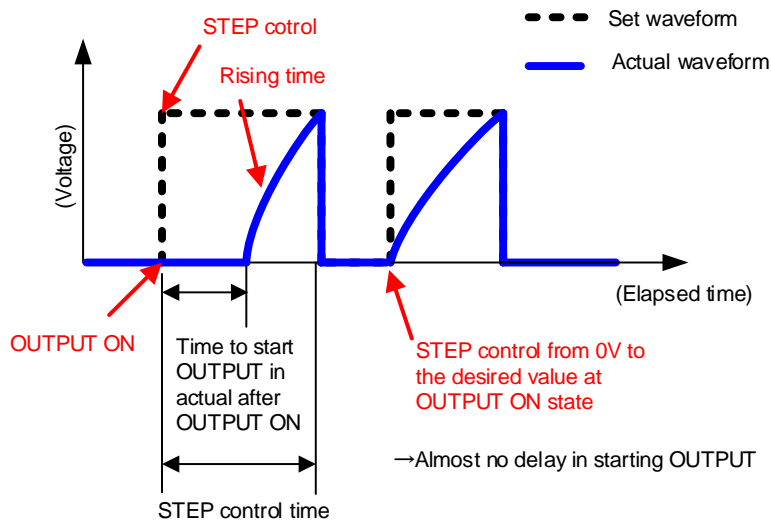 STEP cotrol
Set waveform
Actual waveform
Rising time
(Voltage)
(Elapsed time)
OUTPUT ON
Time to start
OUTPUT in
actual after
OUTPUT ON
STEP control from 0V to
the desired value at
OUTPUT ON state
→Almost no delay in starting OUTPUT
STEP control time